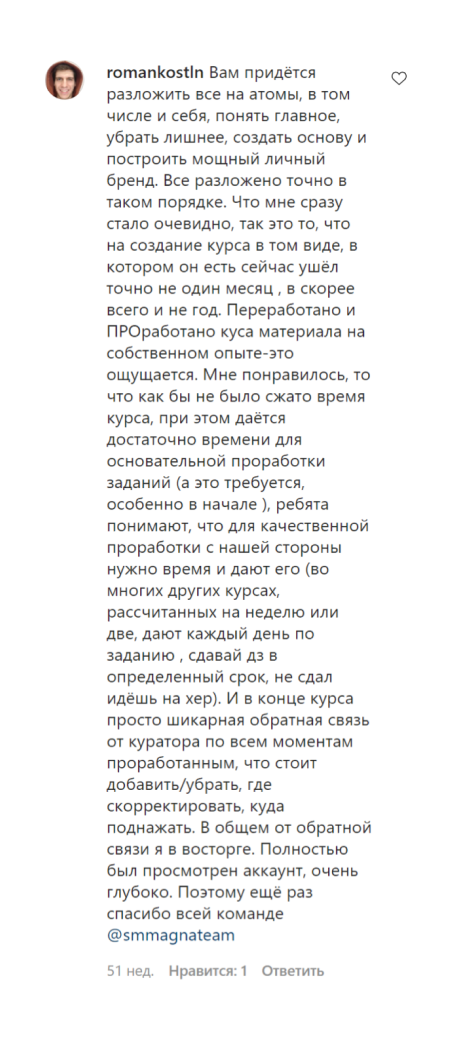 romankostln Вам придётся
разложить все на атомы, в том
числе и себя, понять главное,
убрать лишнее, создать основу и
построить мощный личный
бренд. Все разложено точно в
таком порядке. Что мне сразу
стало очевидно, так это то, что
на создание курса в том виде, в
котором он есть сейчас ушёл
точно не один месяц , в скорее
всего и не год. Переработано и
ПРОработано куса материала на
собственном опыте-это
ощущается. Мне понравилось, то
что как бы не было сжато время
курса, при этом даётся
достаточно времени для
основательной проработки
заданий (а это требуется,
особенно в начале ), ребята
понимают, что для качественной
проработки с нашей стороны
нужно время и дают его (во
многих других курсах,
рассчитанных на неделю или
две, дают каждый день по
заданию , сдавай дз в
определенный срок, не сдал
идёшь на хер). И в конце курса
просто шикарная обратная связь
от куратора по всем моментам
проработанным, что стоит
добавить/убрать, где
скорректировать, куда
поднажать. В общем от обратной
связи я в восторге. Полностью
был просмотрен аккаунт, очень
глубоко. Поэтому ещё раз
спасибо всей команде
@smmagnateam
51 нед. Нравится: 1 Ответить